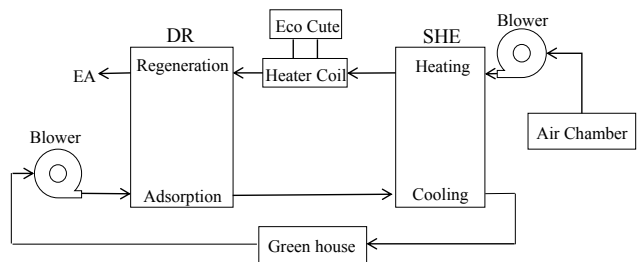 Eco Cute
Blower
DR
SHE
Regeneration
Heater Coil
Heating
EA
Air Chamber
Blower
Adsorption
Cooling
Green house